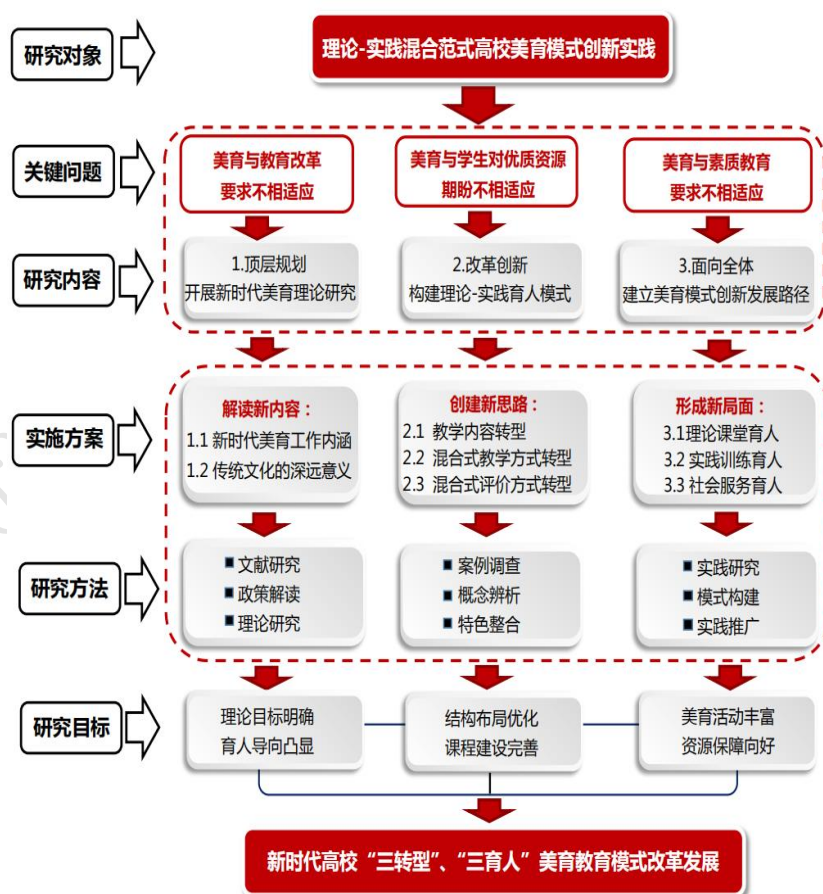 研究对象
理论-实践混合范式高校美育模式创新实践
关键问题
美育与教育改革
要求不相适应
美育与学生对优质资源
期盼不相适应
美育与素质教育
要求不相适应
研究内容
1.顶层规划
开展新时代美育理论研究
2.改革创新
构建理论-实践育人模式
3.面向全体
建立美育模式创新发展路径
实施方案
解读新内容：
1.1 新时代美育工作内涵
1.2 传统文化的深远意义
创建新思路：
2.1 教学内容转型
2.2 混合式教学方式转型
2.3 混合式评价方式转型
形成新局面：
3.1理论课堂育人
3.2 实践训练育人
3.3 社会服务育人
研究方法
■ 文献研究
■ 政策解读
■ 理论研究
■ 案例调查
■ 概念辨析
■ 特色整合
■ 实践研究
■ 模式构建
■ 实践推广
研究目标
理论目标明确
育人导向凸显
结构布局优化
课程建设完善
美育活动丰富
资源保障向好
新时代高校“三转型”、“三育人”美育教育模式改革发展